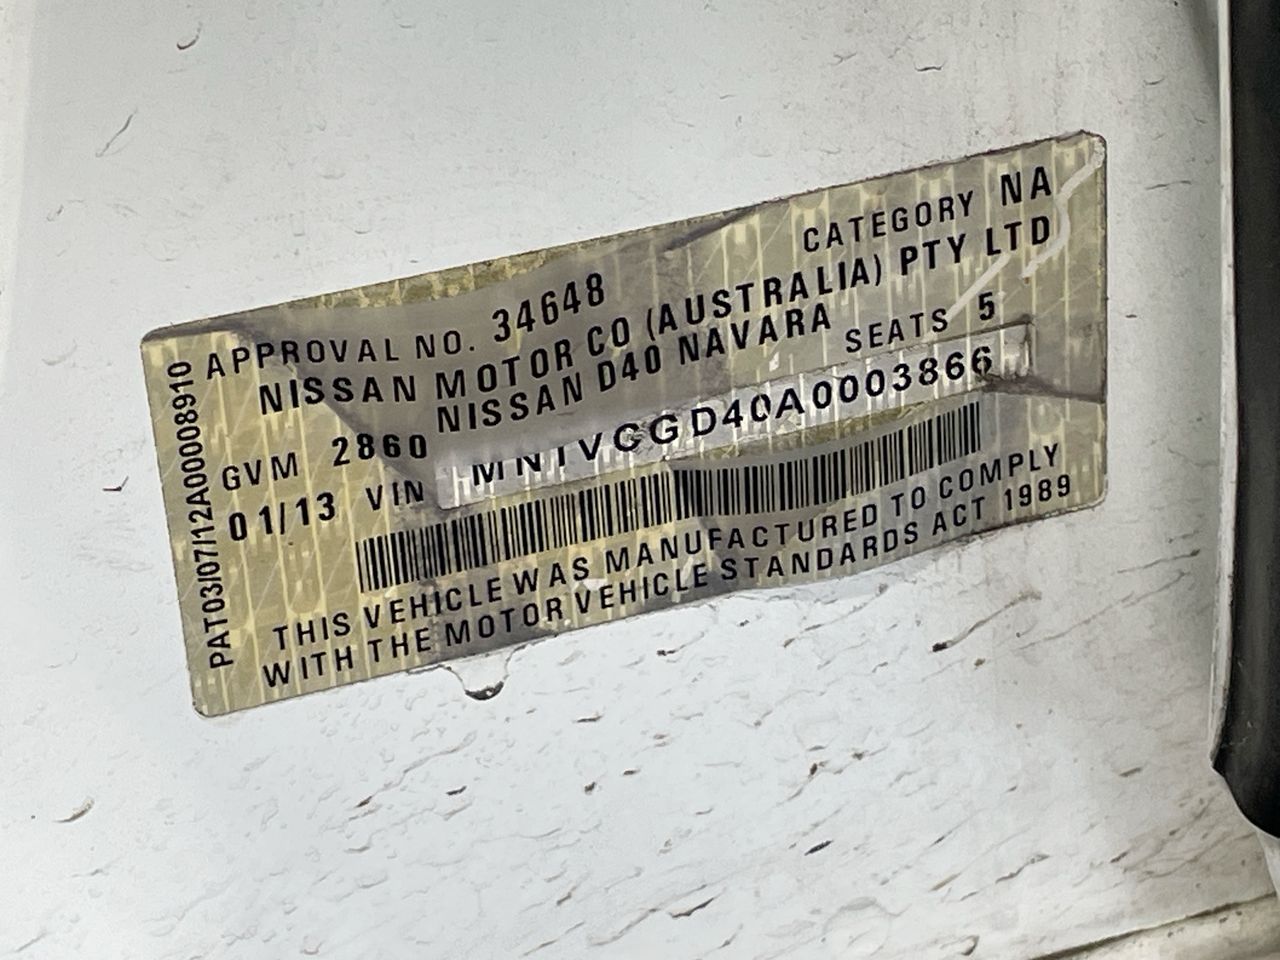 APPROVAL NO. 34648 CATEGORY NA
NISSAN MOTOR CO (AUSTRALIA) PTY LTD
NISSAN D40 NAVARA
GVM 2860 SEATS 5
01/13 VIN MNTVCGD40A0003866
THIS VEHICLE WAS MANUFACTURED TO COMPLY
WITH THE MOTOR VEHICLE STANDARDS ACT 1989
PAT03/07/12A00008910